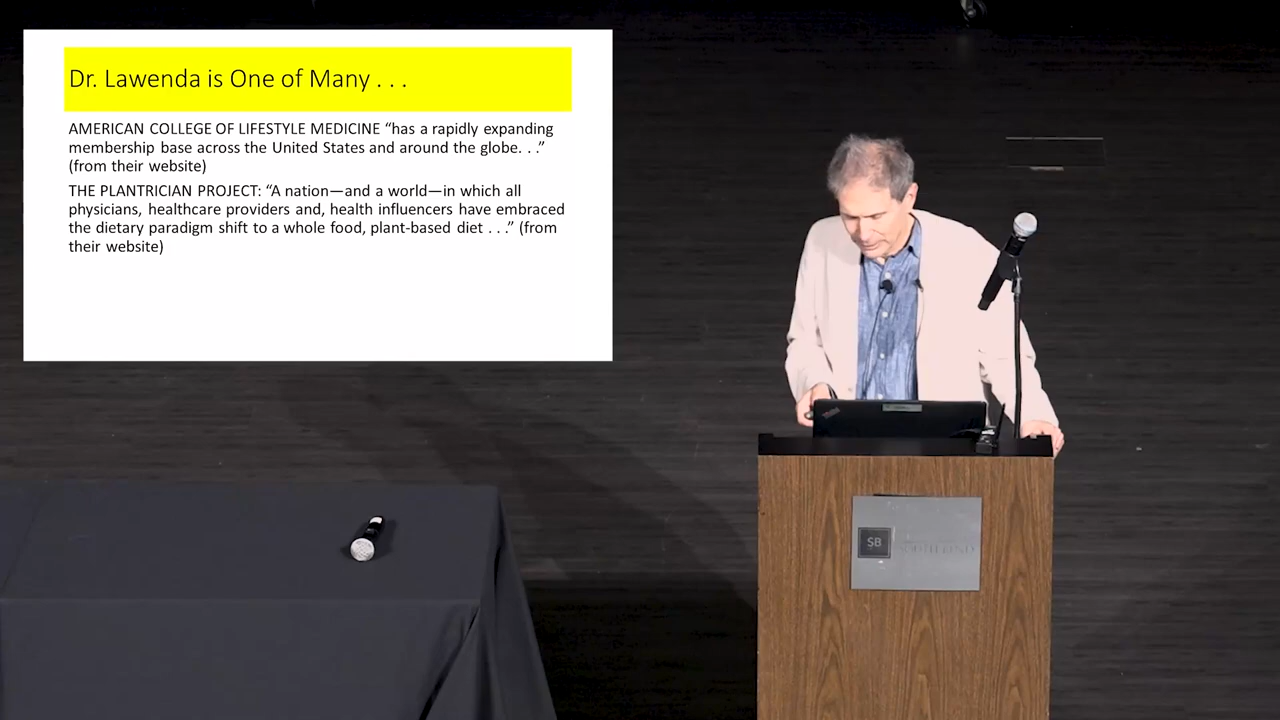 Dr. Lawenda is One of Many . . .
AMERICAN COLLEGE OF LIFESTYLE MEDICINE “has a rapidly expanding
membership base across the United States and around the globe. . .”
(from their website)
THE PLANTRICIAN PROJECT: “A nation—and a world—in which all
physicians, healthcare providers and, health influencers have embraced
the dietary paradigm shift to a whole food, plant-based diet . . .” (from
their website)
SB